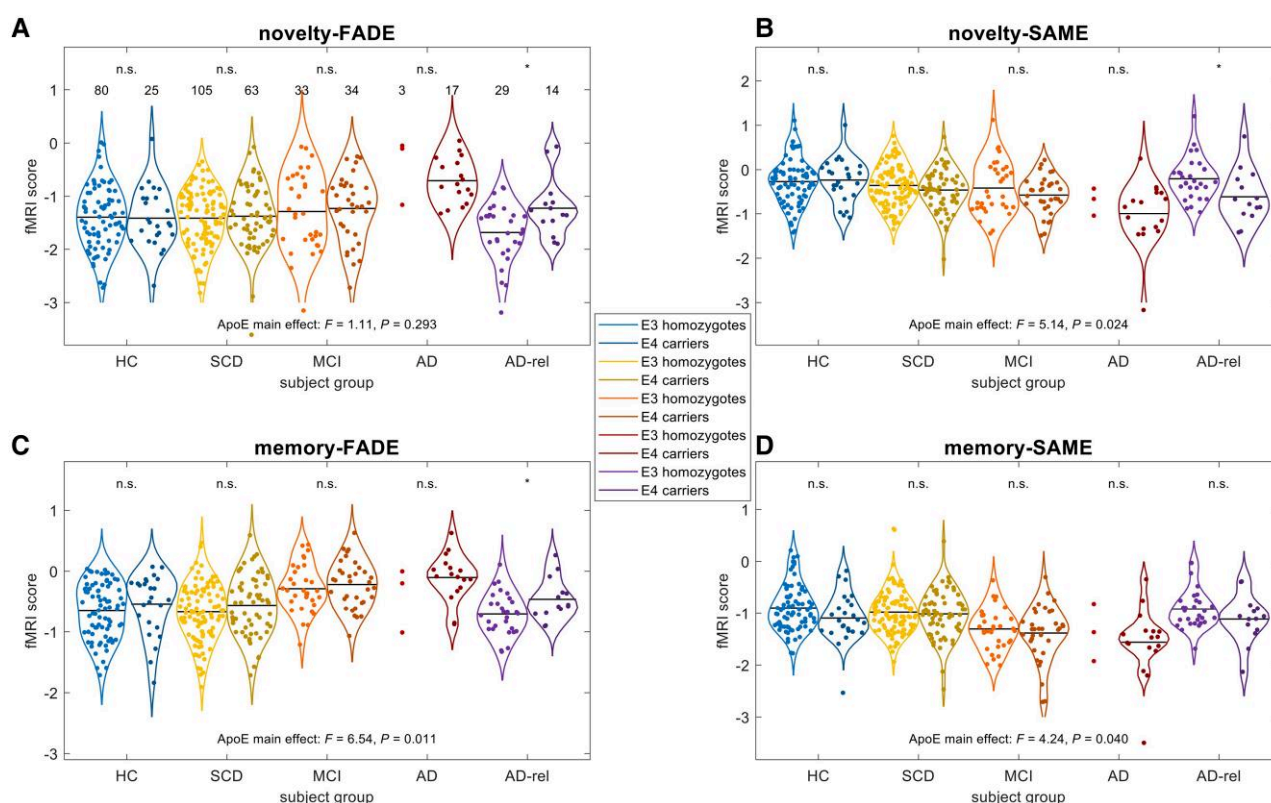 A
novelty-FADE
n.s. n.s. n.s. n.s. *
80 25 105 63 33 34 3 17 29 14
1
0
-1
-2
-3
fMRI score
ApoE main effect: F = 1.11, P = 0.293
HC SCD MCI AD AD-rel
subject group
B
novelty-SAME
n.s. n.s. n.s. n.s. *
2
1
0
-1
-2
-3
fMRI score
ApoE main effect: F = 5.14, P = 0.024
HC SCD MCI AD AD-rel
subject group
E3 homozygotes
E4 carriers
E3 homozygotes
E4 carriers
E3 homozygotes
E4 carriers
E3 homozygotes
E4 carriers
E3 homozygotes
E4 carriers
C
memory-FADE
n.s. n.s. n.s. n.s. *
1
0
-1
-2
-3
fMRI score
ApoE main effect: F = 6.54, P = 0.011
HC SCD MCI AD AD-rel
subject group
D
memory-SAME
n.s. n.s. n.s. n.s. n.s.
1
0
-1
-2
-3
fMRI score
ApoE main effect: F = 4.24, P = 0.040
HC SCD MCI AD AD-rel
subject group